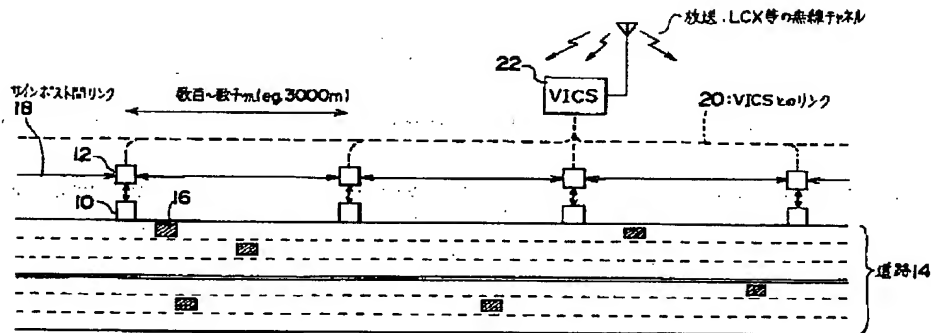 放送、LCX等の無線チャネル
22
VICS
サインポスト間リンク
18
数百〜数千m(eg.3000m)
20:VICSとのリンク
12
10
16
道路14